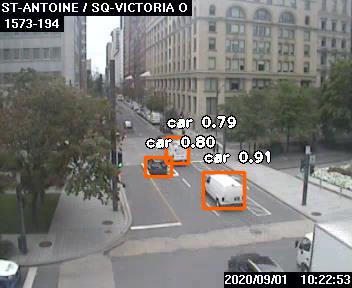 ST-ANTOINE / SQ-VICTORIA O
1573-194
car 0.79
car 0.80
car 0.91
2020/09/01 10:22:53